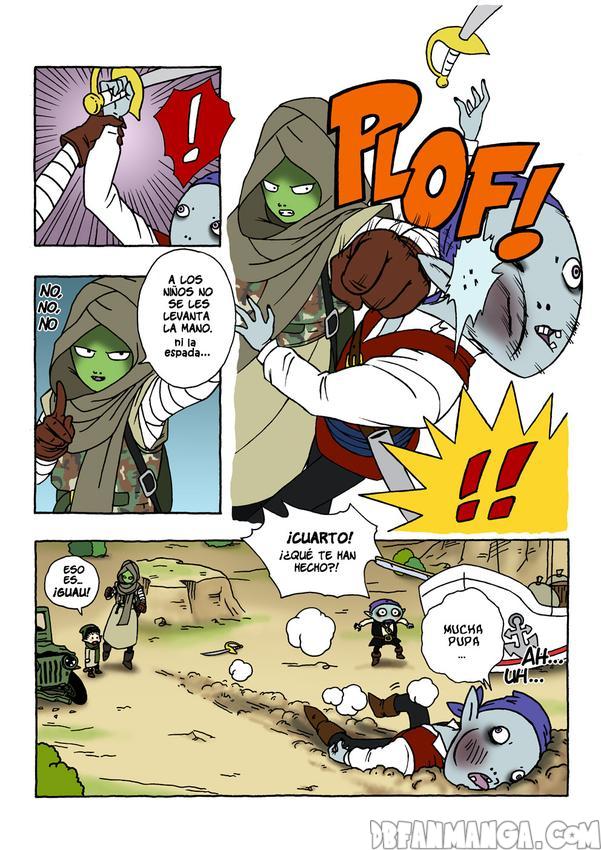 !
PLOF!
NO,
NO,
NO
A LOS
NIÑOS NO
SE LES
LEVANTA
LA MANO.
ni la
espada...
!!
¡CUARTO!
¡¿QUÉ TE HAN
HECHO?!
ESO
ES...
¡GUAU!
MUCHA
PUPA
...
AH...
UH...
DBFANMANGA.COM